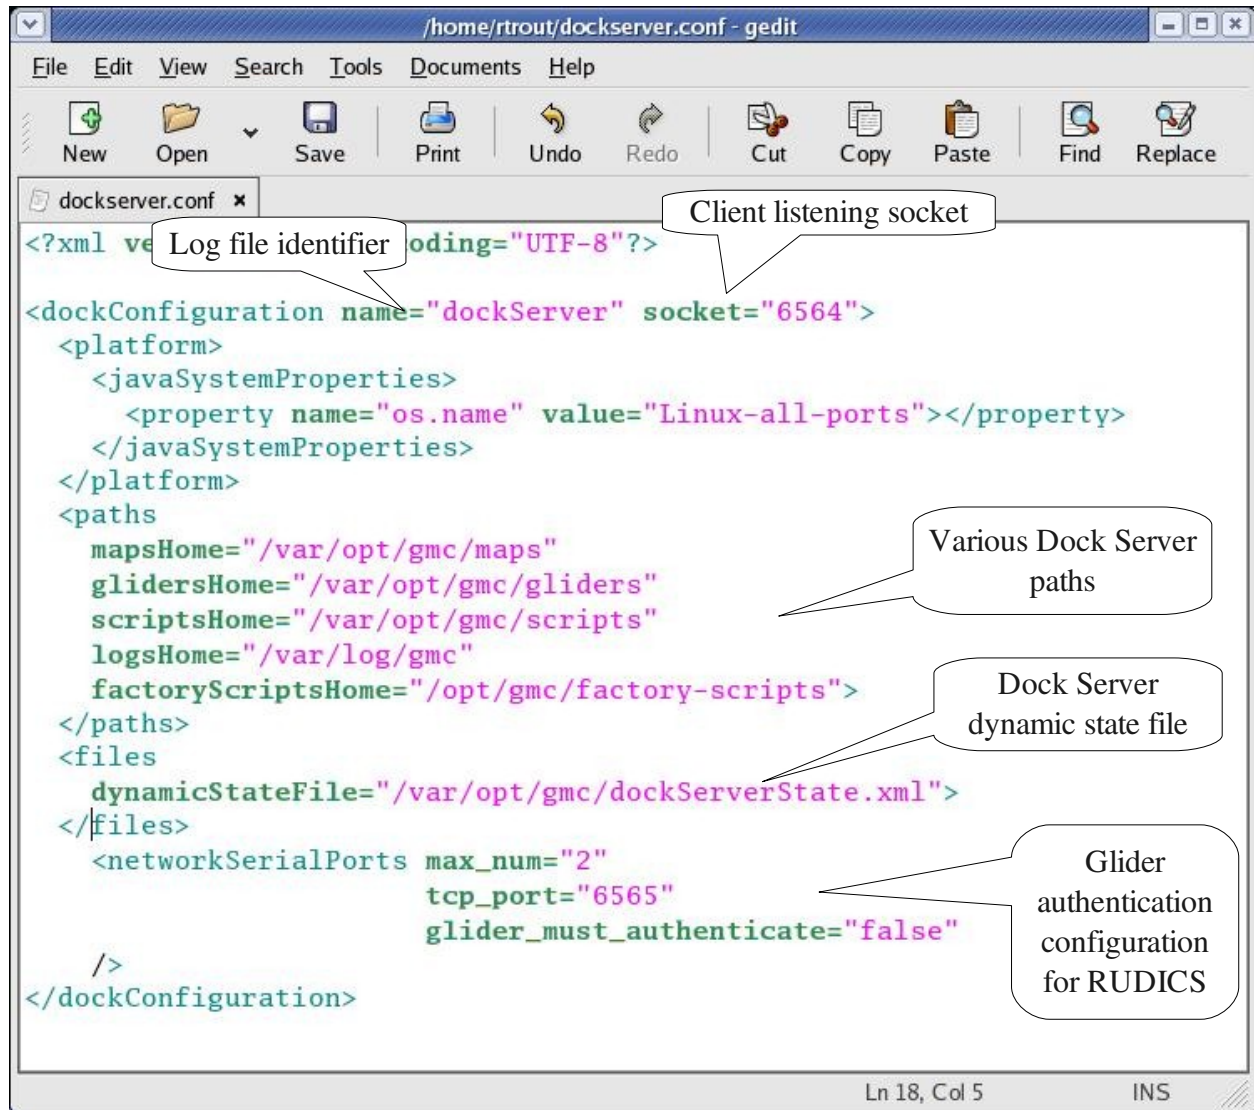 /home/rtrout/dockserver.conf - gedit
File Edit View Search Tools Documents Help
New Open Save Print Undo Redo Cut Copy Paste Find Replace
dockserver.conf
Client listening socket
Log file identifier
<?xml ve oding="UTF-8"?>
<dockConfiguration name="dockServer" socket="6564">
<platform>
<javaSystemProperties>
<property name="os.name" value="Linux-all-ports"></property>
</javaSystemProperties>
</platform>
<paths
mapsHome="/var/opt/gmc/maps"
glidersHome="/var/opt/gmc/gliders"
scriptsHome="/var/opt/gmc/scripts"
logsHome="/var/log/gmc"
factoryScriptsHome="/opt/gmc/factory-scripts">
</paths>
<files
dynamicStateFile="/var/opt/gmc/dockServerState.xml">
</files>
<networkSerialPorts max_num="2"
tcp_port="6565"
glider_must_authenticate="false"
/>
</dockConfiguration>
Various Dock Server
paths
Dock Server
dynamic state file
Glider
authentication
configuration
for RUDICS
Ln 18, Col 5 INS